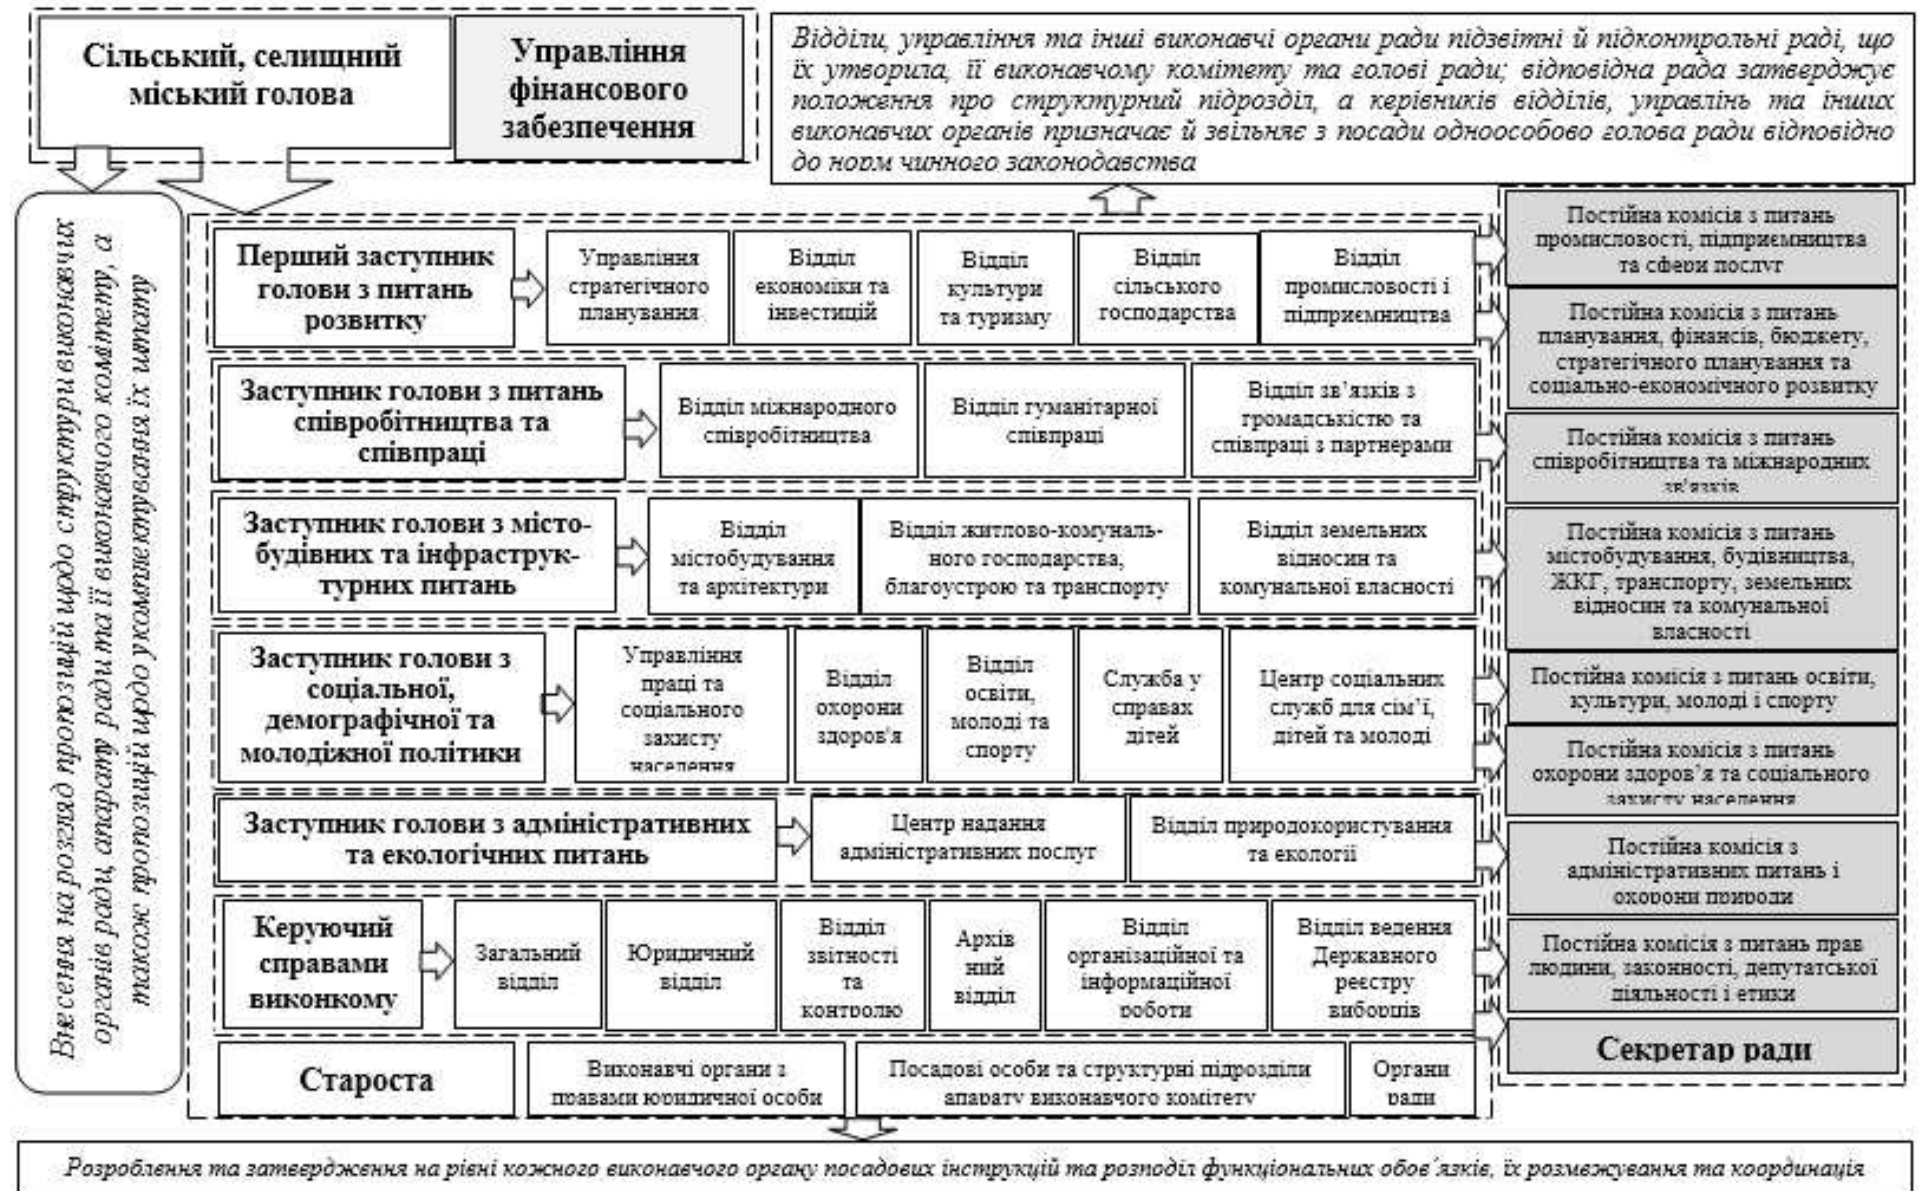 Сільський, селищний
міський голова
Управління
фінансового
забезпечення
Відділи, управління та інші виконавчі органи ради підзвітні й підконтрольні раді, що
їх утворила, її виконавчому комітету та голові ради; відповідна рада затверджує
положення про структурний підрозділ, а керівників відділів, управлінь та інших
виконавчих органів призначає й звільняє з посади одноособово голова ради відповідно
до норм чинного законодавства
Внесення на розгляд пропозицій щодо структури виконавчих
органів ради, апарату ради та її виконавчого комітету, а
також пропозицій щодо укомплектування їх штату
Перший заступник
голови з питань
розвитку
Управління
стратегічного
планування
Відділ
економіки та
інвестицій
Відділ
культури
та туризму
Відділ
сільського
господарства
Відділ
промисловості і
підприємництва
Заступник голови з питань
співробітництва та
співпраці
Відділ міжнародного
співробітництва
Відділ гуманітарної
співпраці
Відділ зв’язків з
громадськістю та
співпраці з партнерами
Заступник голови з місто-
будівних та інфраструк-
турних питань
Відділ
містобудування
та архітектури
Відділ житлово-комуналь-
ного господарства,
благоустрою та транспорту
Відділ земельних
відносин та
комунальної власності
Заступник голови з
соціальної,
демографічної та
молодіжної політики
Управління
праці та
соціального
захисту
населення
Відділ
охорони
здоров'я
Відділ
освіти,
молоді та
спорту
Служба у
справах
дітей
Центр соціальних
служб для сім’ї,
дітей та молоді
Заступник голови з адміністративних
та екологічних питань
Центр надання
адміністративних послуг
Відділ природокористування
та екології
Керуючий
справами
виконкому
Загальний
відділ
Юридичний
відділ
Відділ
звітності
та
контролю
Архів
ний
відділ
Відділ
організаційної та
інформаційної
роботи
Відділ ведення
Державного
реєстру
виборців
Староста
Виконавчі органи з
правами юридичної особи
Посадові особи та структурні підрозділи
апарату виконавчого комітету
Органи
ради
Постійна комісія з питань
промисловості, підприємництва
та сфери послуг
Постійна комісія з питань
планування, фінансів, бюджету,
стратегічного планування та
соціально-економічного розвитку
Постійна комісія з питань
співробітництва та міжнародних
зв'язків
Постійна комісія з питань
містобудування, будівництва,
ЖКГ, транспорту, земельних
відносин та комунальної
власності
Постійна комісія з питань освіти,
культури, молоді і спорту
Постійна комісія з питань
охорони здоров’я та соціального
захисту населення
Постійна комісія з
адміністративних питань і
охорони природи
Постійна комісія з питань прав
людини, законності, депутатської
діяльності і етики
Секретар ради
Розроблення та затвердження на рівні кожного виконавчого органу посадових інструкцій та розподіл функціональних обов´язків, їх розмежування та координація